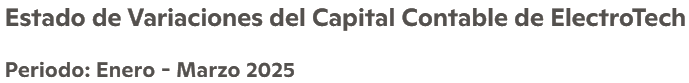 Estado de Variaciones del Capital Contable de ElectroTech
Periodo: Enero - Marzo 2025